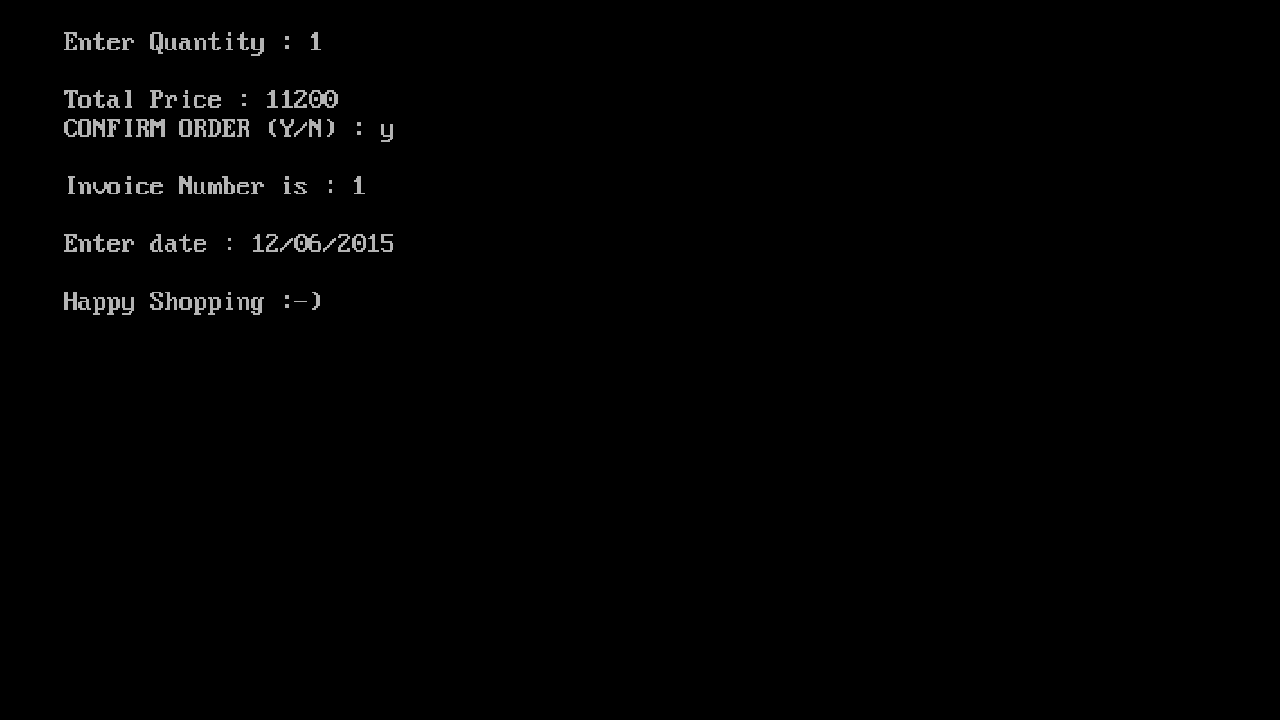 Enter Quantity : 1
Total Price : 11200
CONFIRM ORDER (Y/N) : y
Invoice Number is : 1
Enter date : 12/06/2015
Happy Shopping :-)